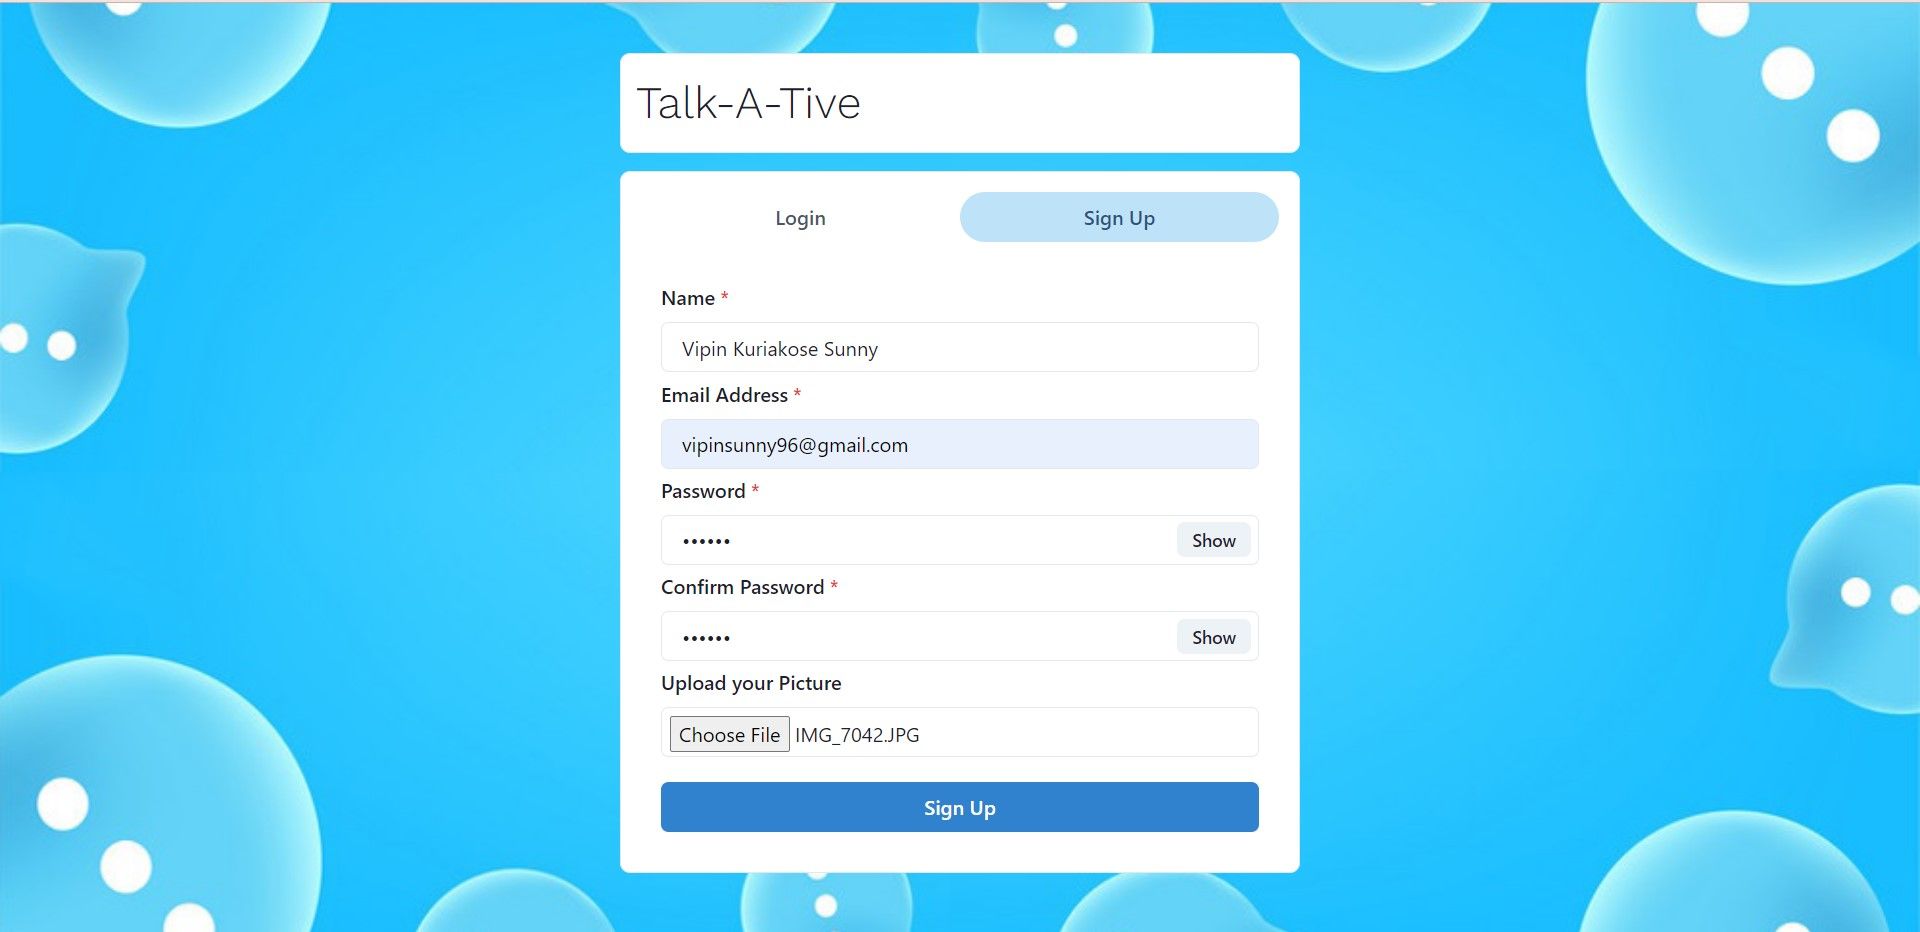 Talk-A-Tive
Login
Sign Up
Name *
Vipin Kuriakose Sunny
Email Address *
vipinsunny96@gmail.com
Password *
••••••
Show
Confirm Password *
••••••
Show
Upload your Picture
Choose File IMG_7042.JPG
Sign Up